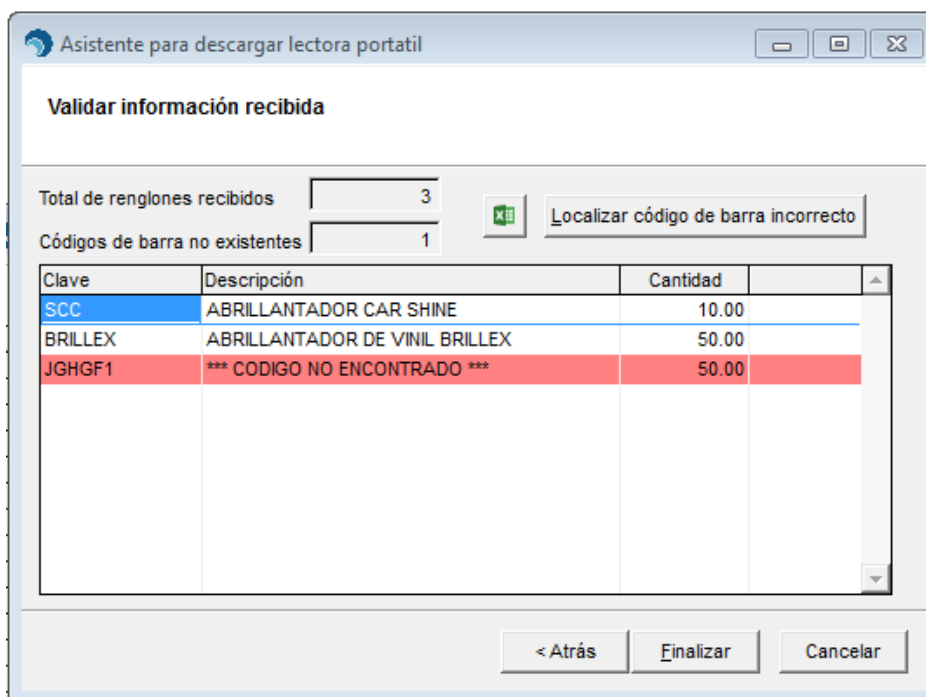 Asistente para descargar lectora portatil
Validar información recibida
Total de renglones recibidos 3
Localizar código de barra incorrecto
Códigos de barra no existentes 1
Clave Descripción Cantidad
SCC ABRILLANTADOR CAR SHINE 10.00
BRILLEX ABRILLANTADOR DE VINIL BRILLEX 50.00
JGHGF1 *** CODIGO NO ENCONTRADO *** 50.00
< Atrás Finalizar Cancelar